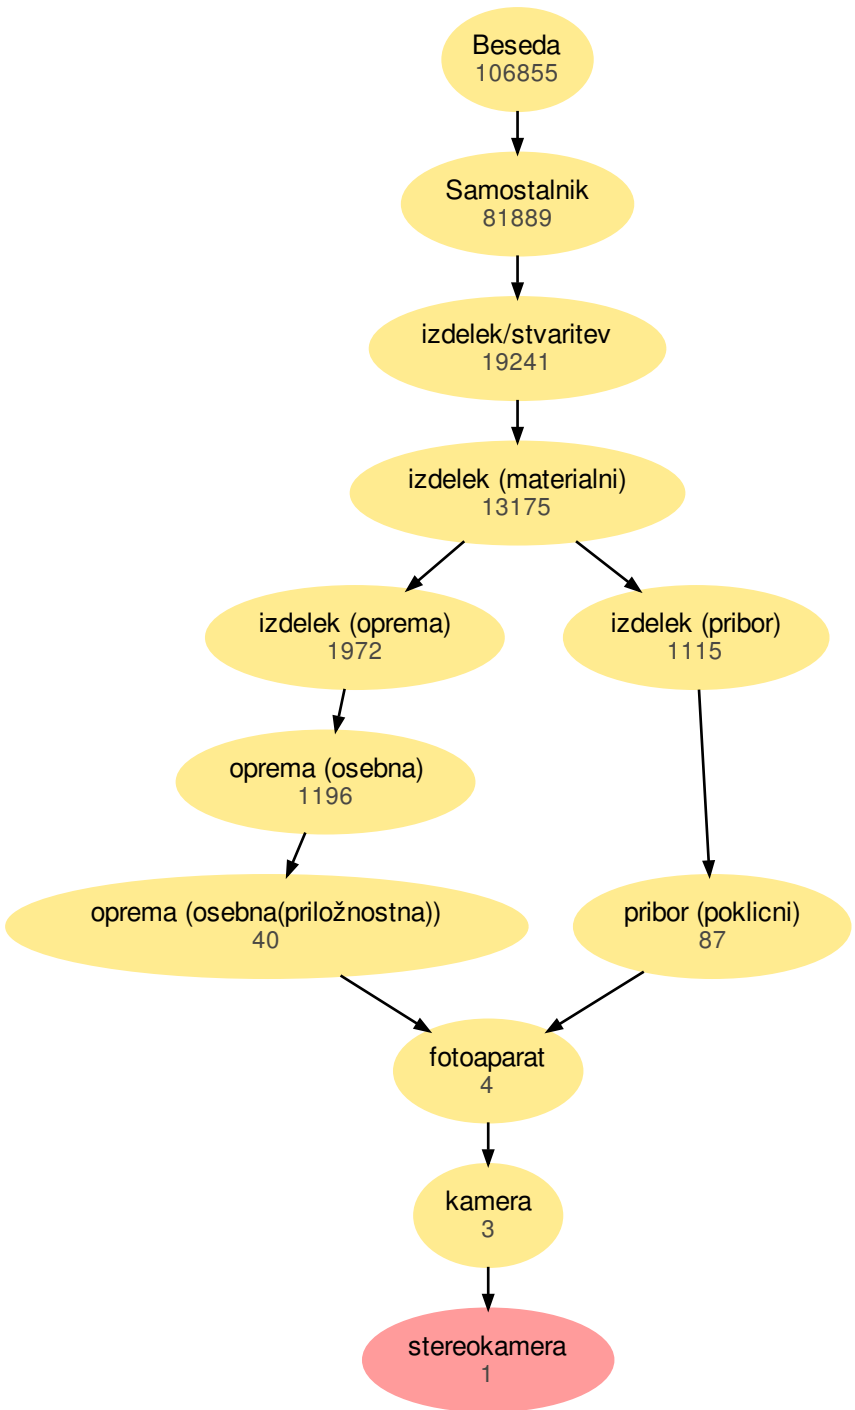 Beseda
106855
Samostalnik
81889
izdelek/stvaritev
19241
izdelek (materialni)
13175
izdelek (oprema)
1972
izdelek (pribor)
1115
oprema (osebna)
1196
oprema (osebna(priložnostna))
40
pribor (poklicni)
87
fotoaparat
4
kamera
3
stereokamera
1